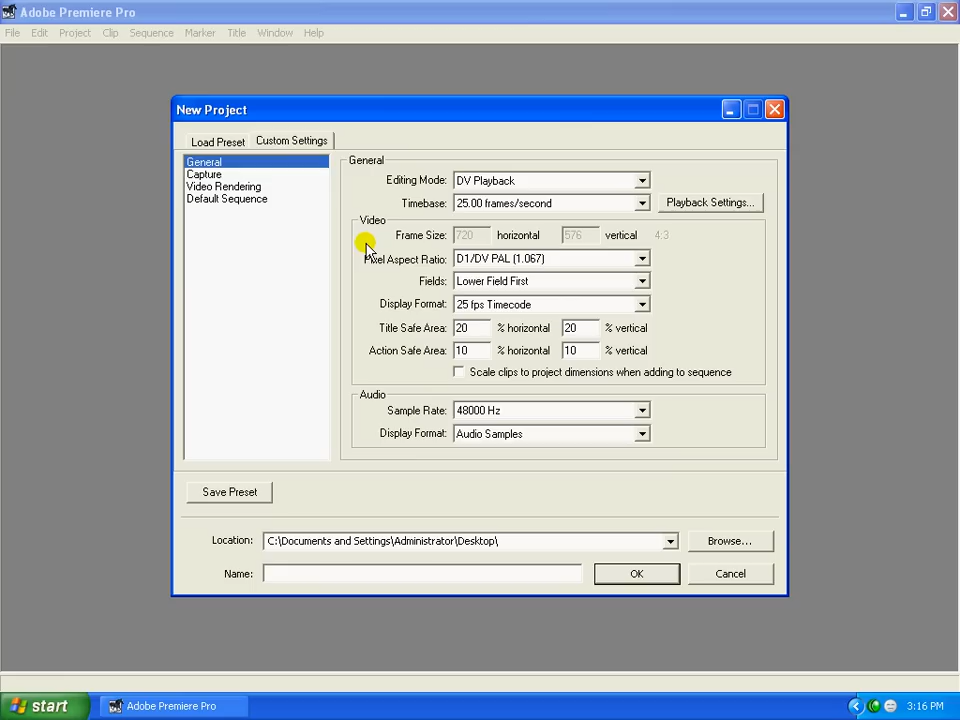 Adobe Premiere Pro
File Edit Project Clip Sequence Marker Title Window Help
New Project
Load Preset Custom Settings
General
Capture
Video Rendering
Default Sequence
General
Editing Mode: DV Playback
Timebase: 25.00 frames/second Playback Settings...
Video
Frame Size: 720 horizontal 576 vertical 4:3
Pixel Aspect Ratio: D1/DV PAL (1.067)
Fields: Lower Field First
Display Format: 25 fps Timecode
Title Safe Area: 20 % horizontal 20 % vertical
Action Safe Area: 10 % horizontal 10 % vertical
Scale clips to project dimensions when adding to sequence
Audio
Sample Rate: 48000 Hz
Display Format: Audio Samples
Save Preset
Location: C:\Documents and Settings\Administrator\Desktop\ Browse...
Name: OK Cancel
start Adobe Premiere Pro 3:16 PM